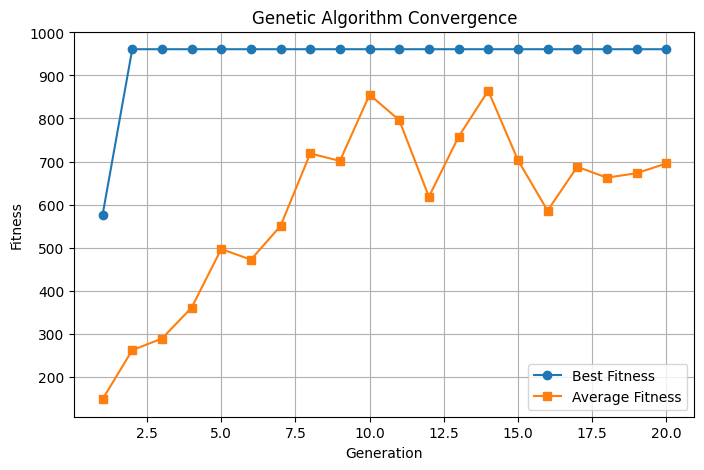 Genetic Algorithm Convergence
1000
900
800
700
600
500
400
300
200
Fitness
2.5 5.0 7.5 10.0 12.5 15.0 17.5 20.0
Generation
Best Fitness
Average Fitness